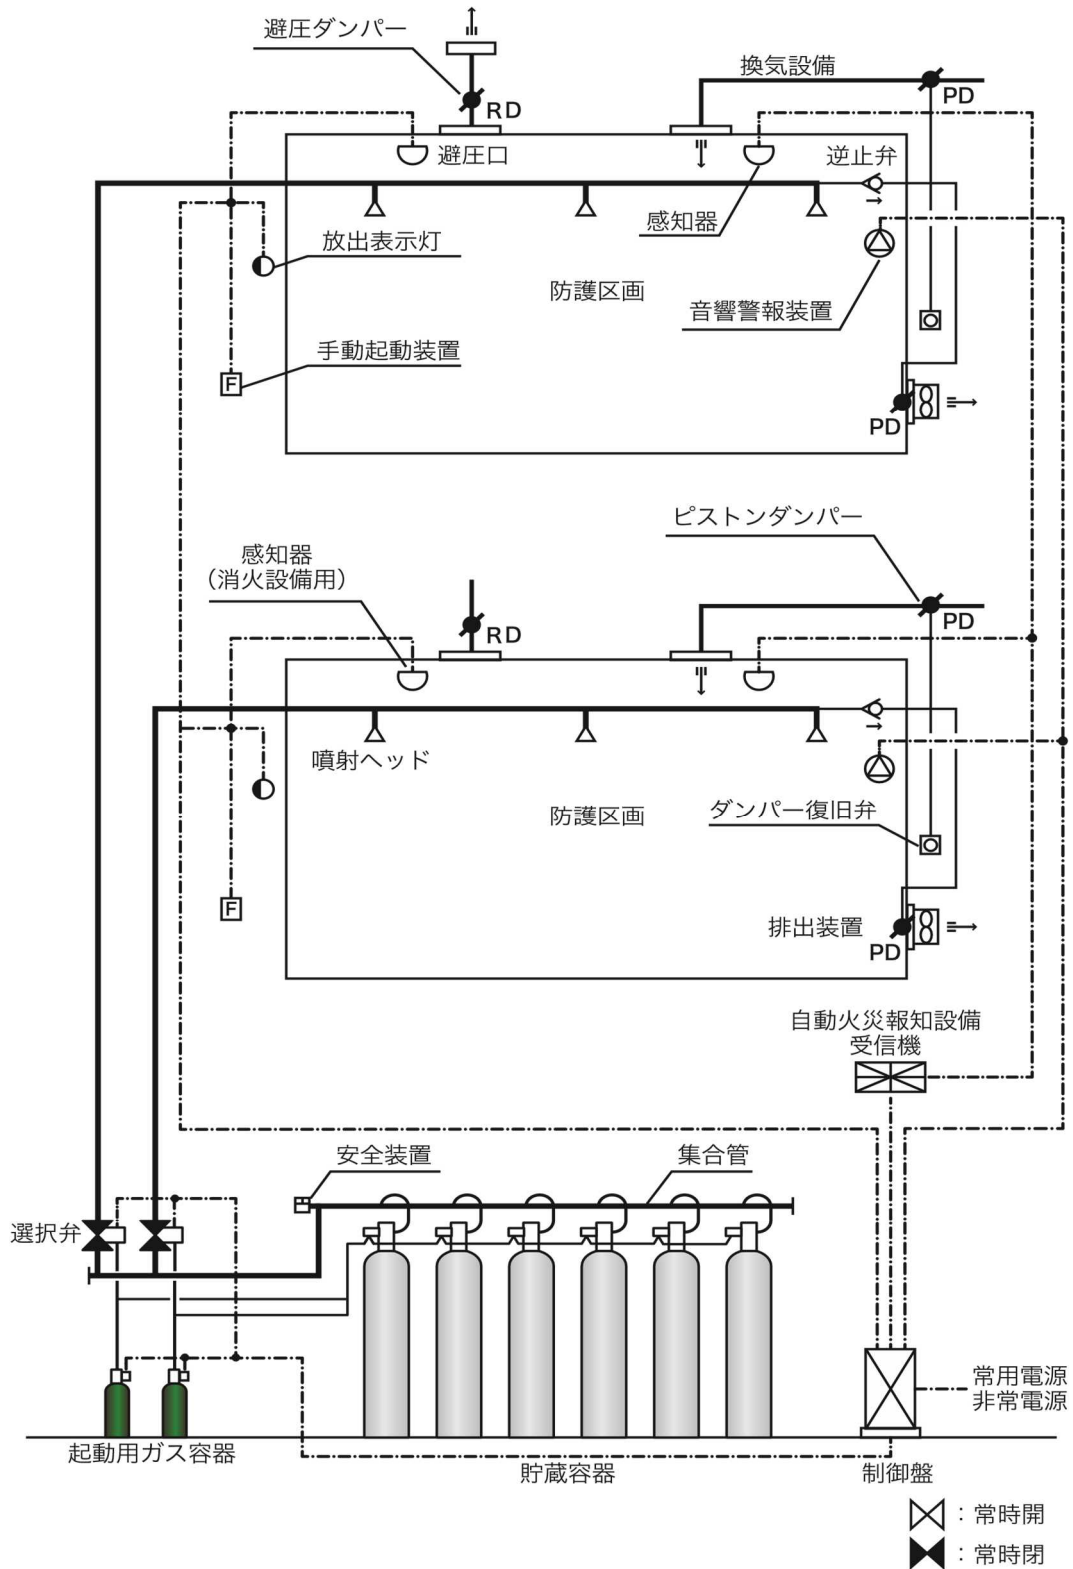 避圧ダンパー
換気設備
RD
PD
避圧口
逆止弁
感知器
放出表示灯
防護区画
音響警報装置
手動起動装置
F
PD
ピストンダンパー
感知器
(消火設備用)
RD
PD
噴射ヘッド
防護区画
ダンパー復旧弁
F
排出装置
PD
自動火災報知設備
受信機
安全装置
集合管
選択弁
常用電源
非常電源
起動用ガス容器
貯蔵容器
制御盤
：常時開
：常時閉